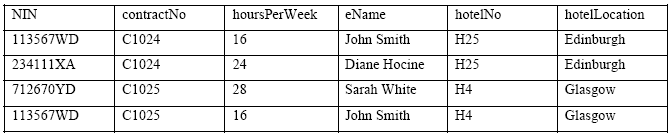 NIN contractNo hoursPerWeek eName hotelNo hotelLocation
113567WD C1024 16 John Smith H25 Edinburgh
234111XA C1024 24 Diane Hocine H25 Edinburgh
712670YD C1025 28 Sarah White H4 Glasgow
113567WD C1025 16 John Smith H4 Glasgow